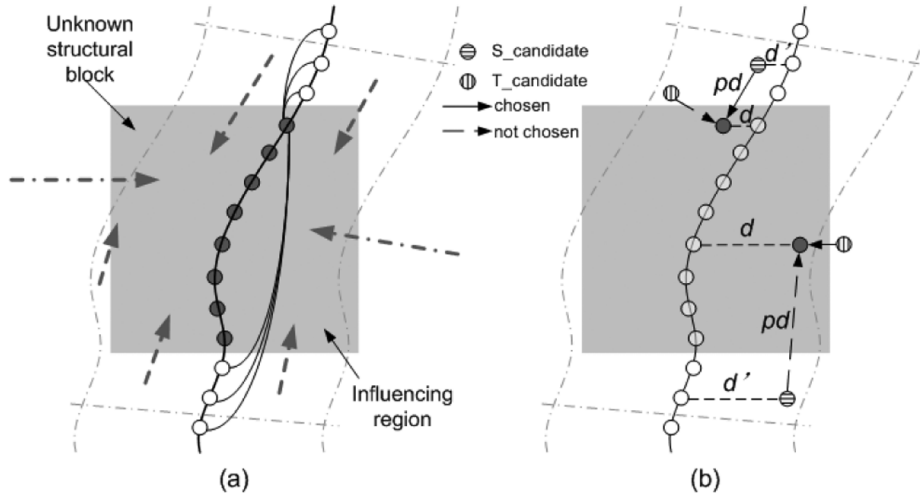 Unknown
structural
block
S_candidate
T_candidate
chosen
not chosen
Influencing
region
(a)
d'
pd
d
d
pd
d'
(b)